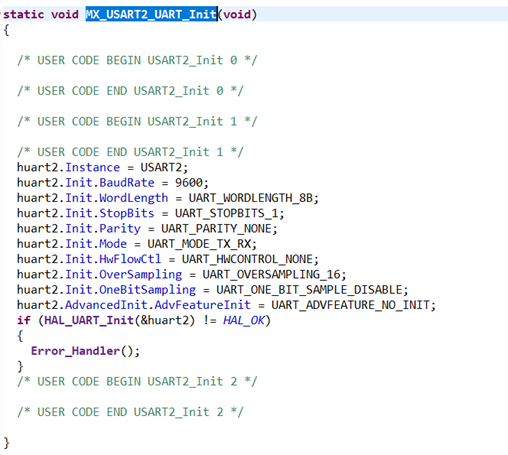 static void MX_USART2_UART_Init(void)
{
/* USER CODE BEGIN USART2_Init 0 */
/* USER CODE END USART2_Init 0 */
/* USER CODE BEGIN USART2_Init 1 */
/* USER CODE END USART2_Init 1 */
huart2.Instance = USART2;
huart2.Init.BaudRate = 9600;
huart2.Init.WordLength = UART_WORDLENGTH_8B;
huart2.Init.StopBits = UART_STOPBITS_1;
huart2.Init.Parity = UART_PARITY_NONE;
huart2.Init.Mode = UART_MODE_TX_RX;
huart2.Init.HwFlowCtl = UART_HWCONTROL_NONE;
huart2.Init.OverSampling = UART_OVERSAMPLING_16;
huart2.Init.OneBitSampling = UART_ONE_BIT_SAMPLE_DISABLE;
huart2.AdvancedInit.AdvFeatureInit = UART_ADVFEATURE_NO_INIT;
if (HAL_UART_Init(&huart2) != HAL_OK)
{
Error_Handler();
}
/* USER CODE BEGIN USART2_Init 2 */
/* USER CODE END USART2_Init 2 */
}